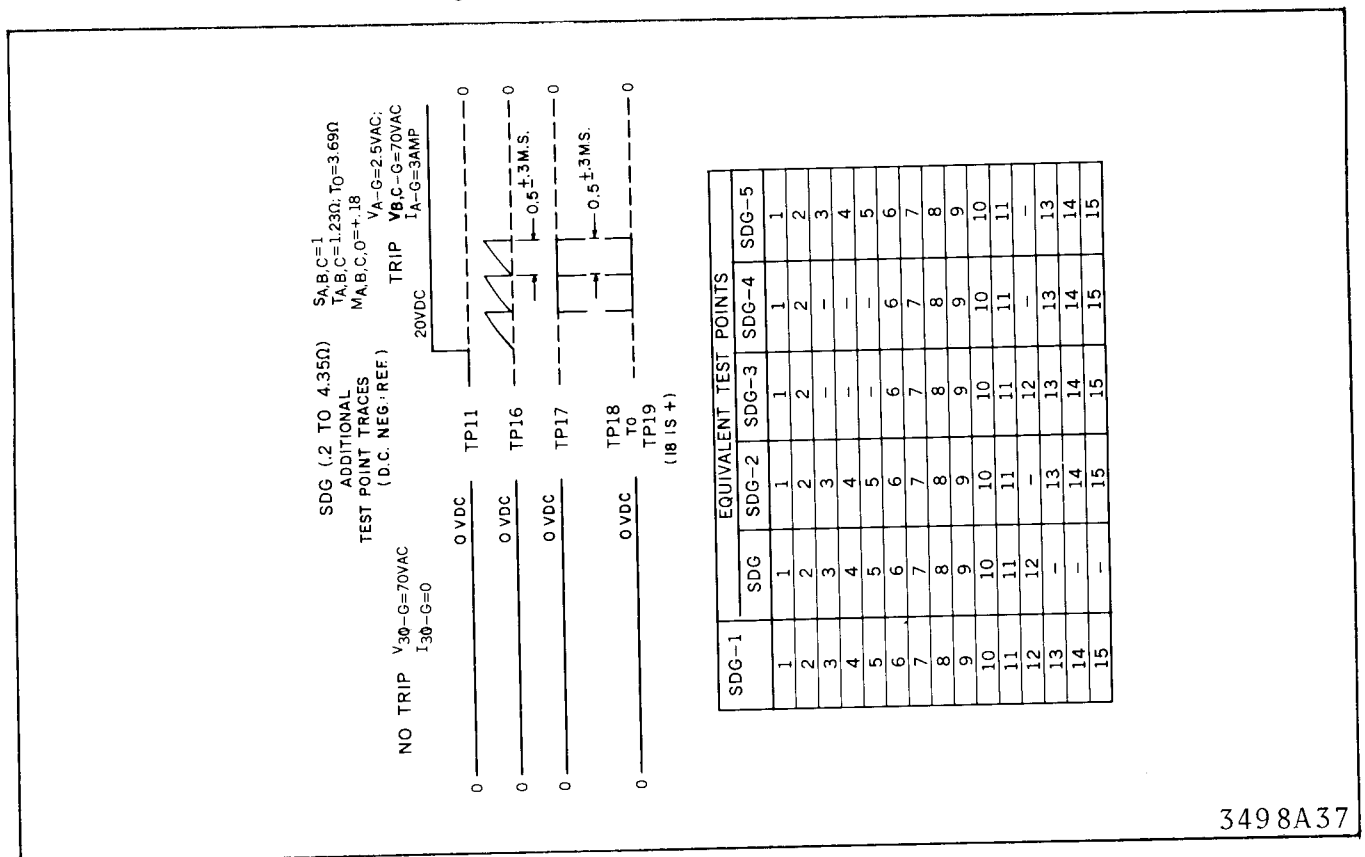 SDG (.2 TO 4.35Ω)
ADDITIONAL
TEST POINT TRACES
(D.C. NEG. REF.)
SA,B,C=1
TA,B,C=1.23Ω; TO=3.69Ω
MA,B,C,O=+.18
NO TRIP V3Φ-G=70VAC
I3Φ-G=0
TRIP VA-G=2.5VAC;
VB,C-G=70VAC
IA-G=3AMP
20VDC
0 0 VDC TP11 0
0 0 VDC TP16 0
0.5±.3M.S.
0 0 VDC TP17 0
0.5±.3M.S.
0 0 VDC TP18 TO TP19 0
(18 IS +)
EQUIVALENT TEST POINTS
SDG-1 SDG SDG-2 SDG-3 SDG-4 SDG-5
1 1 1 1 1 1
2 2 2 2 2 2
3 3 3 - - 3
4 4 4 - - 4
5 5 5 - - 5
6 6 6 6 6 6
7 7 7 7 7 7
8 8 8 8 8 8
9 9 9 9 9 9
10 10 10 10 10 10
11 11 11 11 11 11
12 12 - 12 - -
13 - 13 13 13 13
14 - 14 14 14 14
15 - 15 15 15 15
3498A37